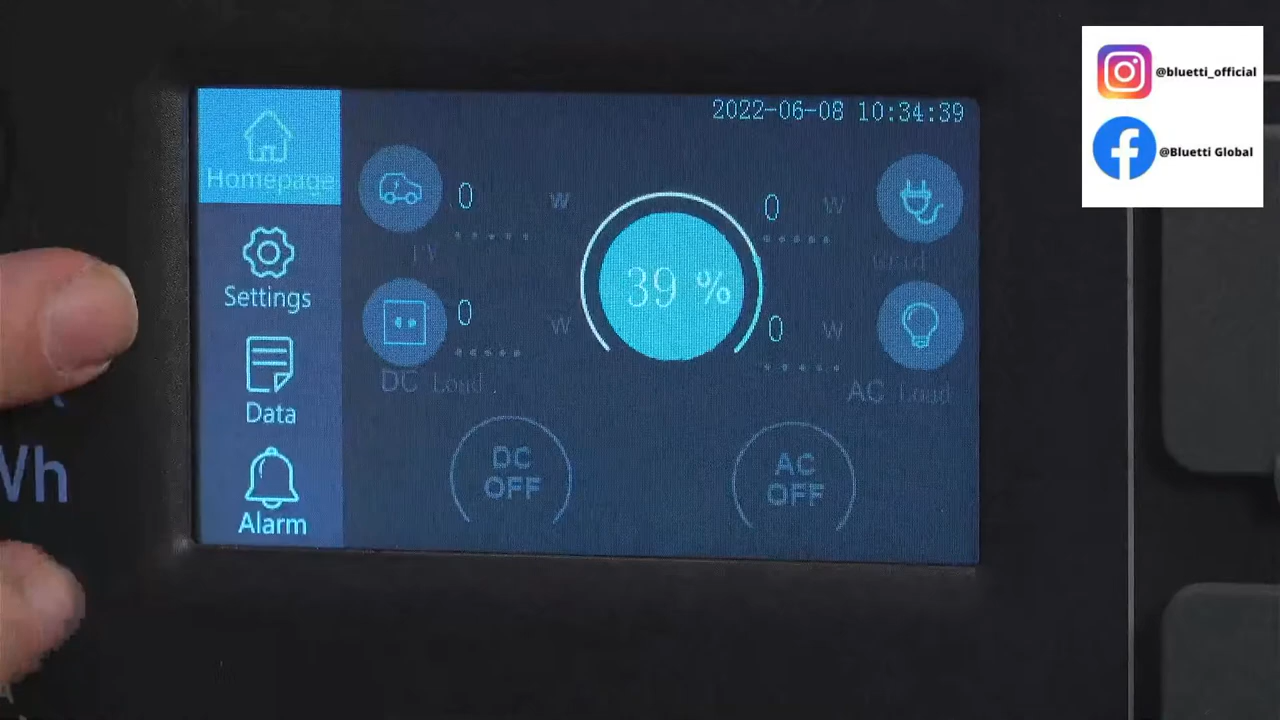 @bluetti_official
@Bluetti Global
2022-06-08 10:34:39
Homepage
Settings
Data
Alarm
0 W
PV
0 W
39 %
0 W
DC Load
0 W
AC Load
DC
OFF
AC
OFF
Wh